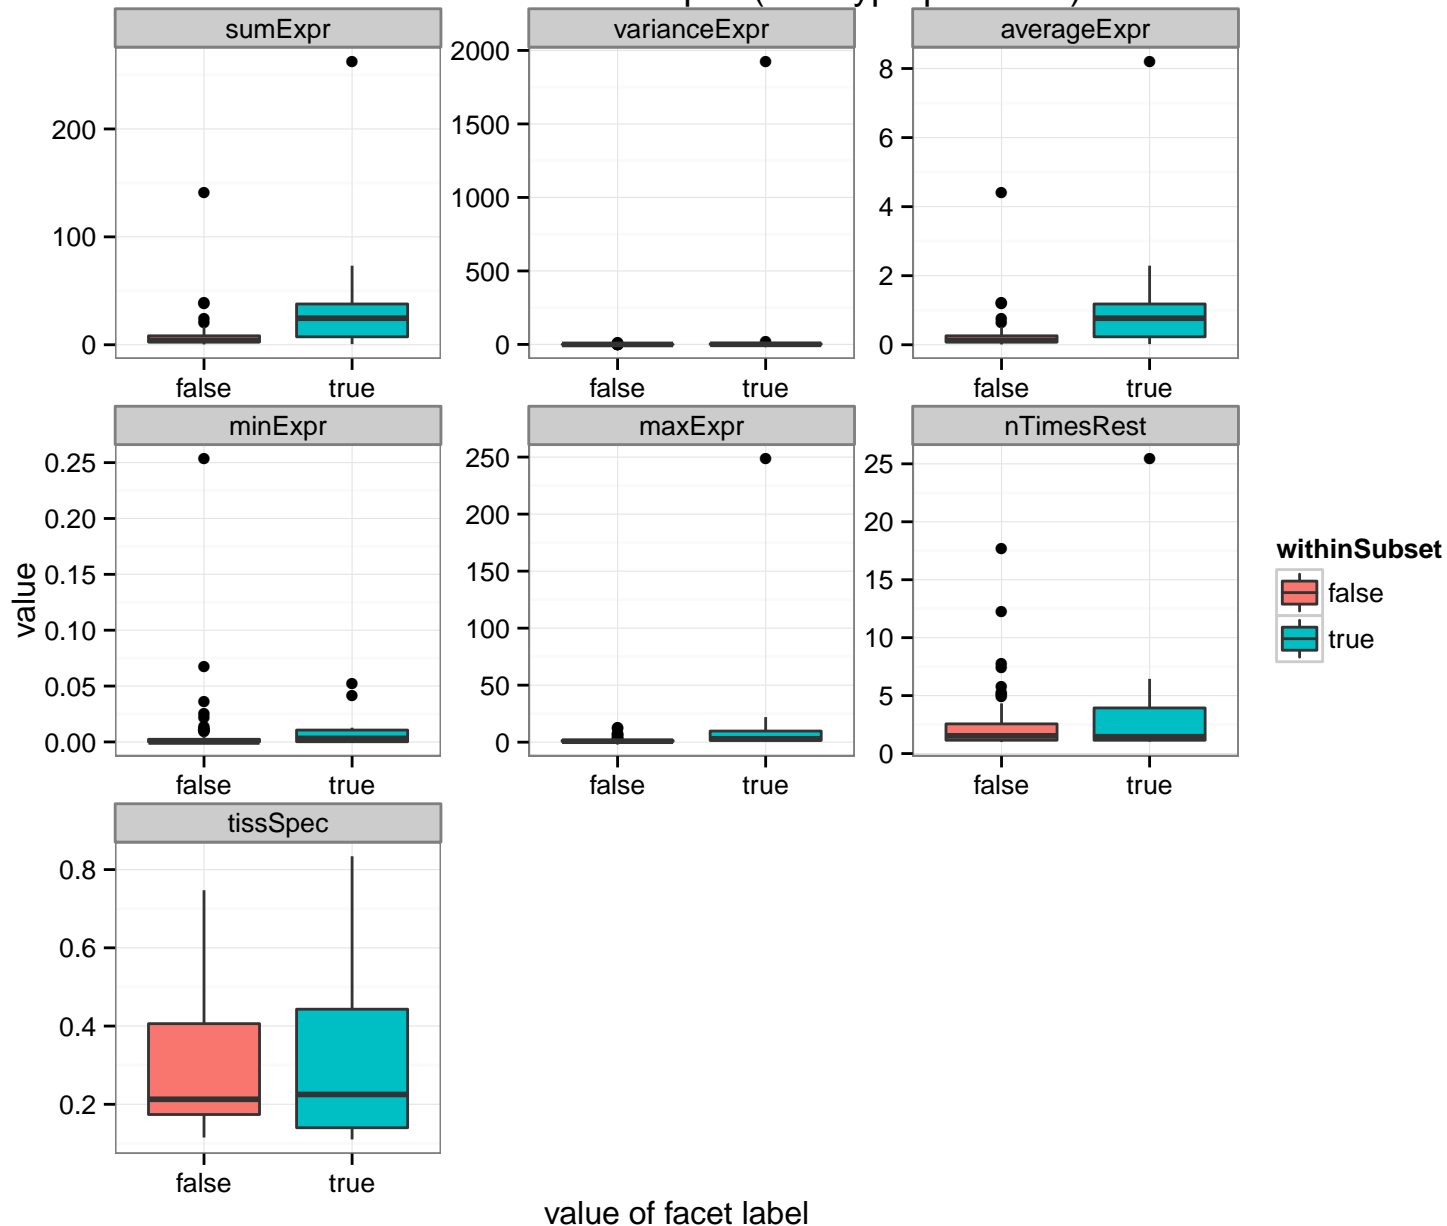 sumExpr varianceExpr averageExpr
200
100
0
false true
2000
1500
1000
500
0
false true
8
6
4
2
0
false true
minExpr maxExpr nTimesRest
value
0.25
0.20
0.15
0.10
0.05
0.00
false true
250
200
150
100
50
0
false true
25
20
15
10
5
0
false true
withinSubset
false
true
tissSpec
0.8
0.6
0.4
0.2
false true
value of facet label